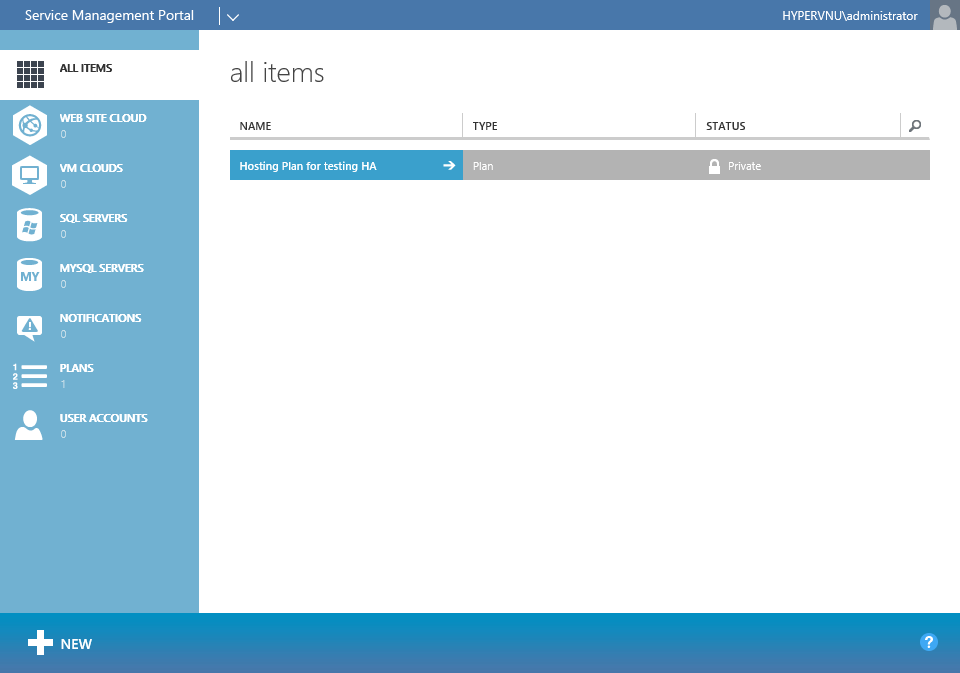 Service Management Portal
HYPERVNU\administrator
ALL ITEMS
WEB SITE CLOUD
0
VM CLOUDS
0
SQL SERVERS
0
MY
MYSQL SERVERS
0
NOTIFICATIONS
0
1
2
3
PLANS
1
USER ACCOUNTS
0
all items
NAME TYPE STATUS
Hosting Plan for testing HA Plan Private
NEW
?